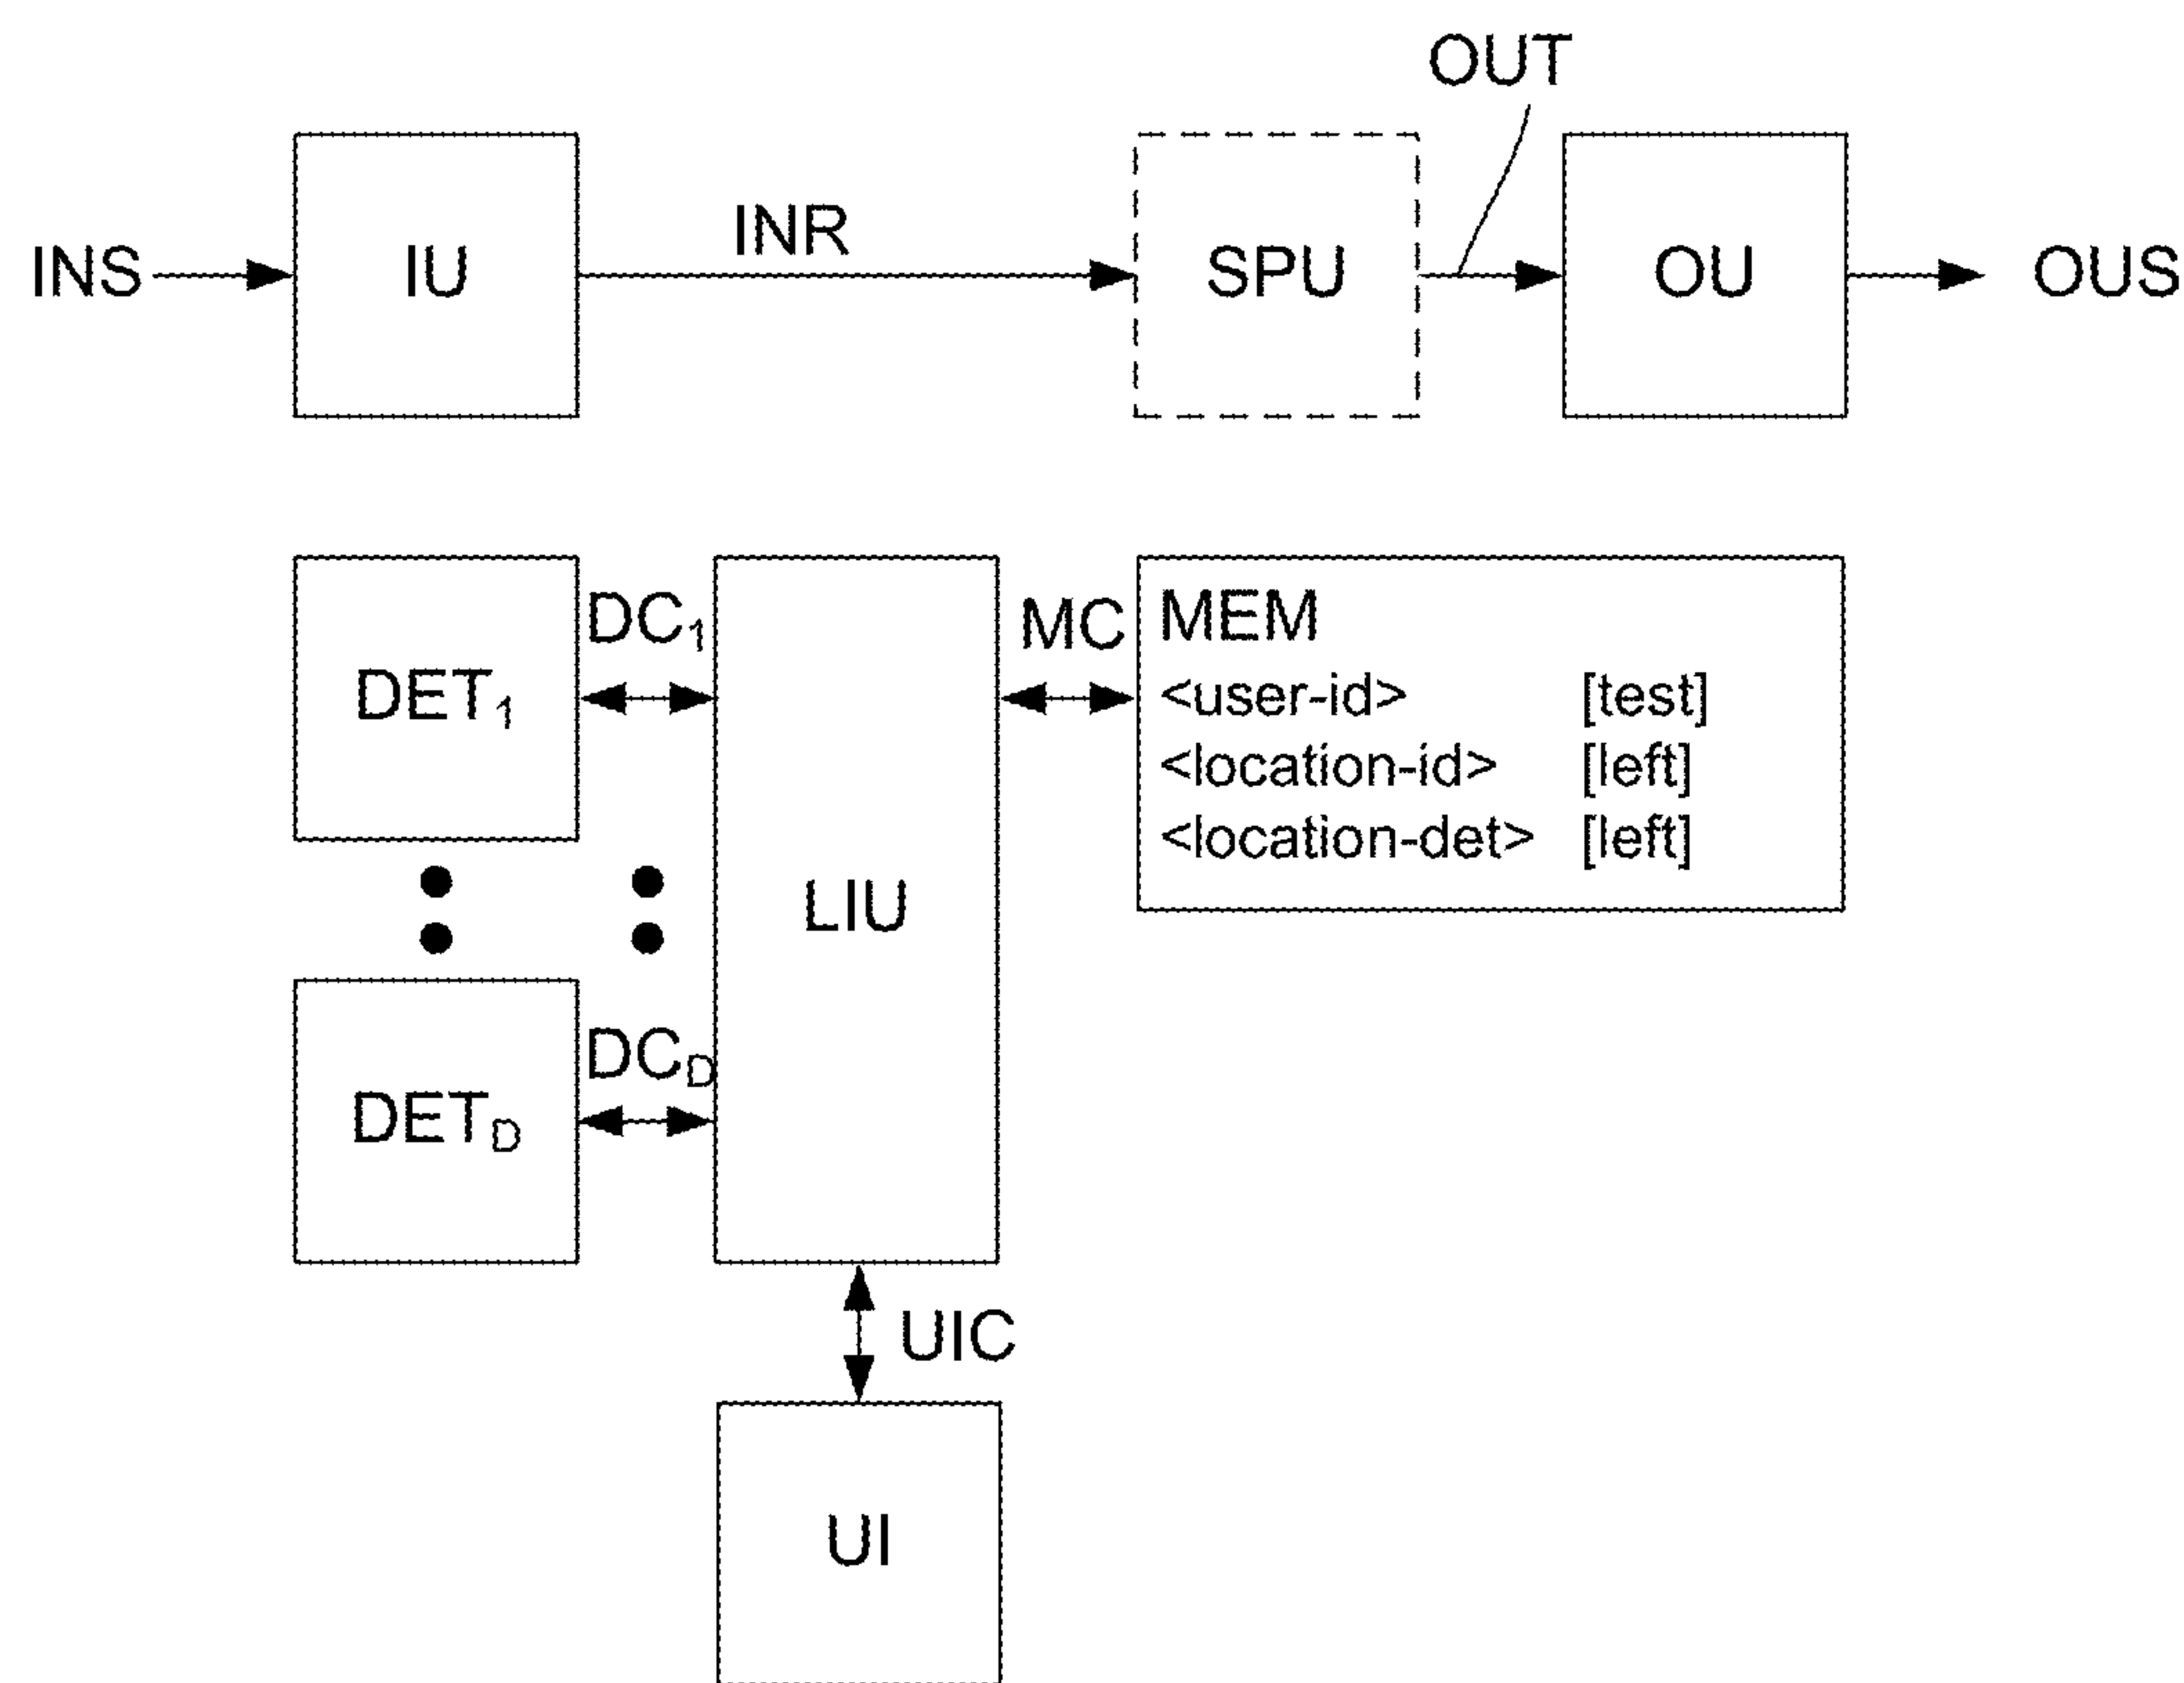 OUT
INS IU INR SPU OU OUS
DET1 DC1 LIU MC MEM
<user-id> [test]
<location-id> [left]
<location-det> [left]
DETD DCD
UIC
UI